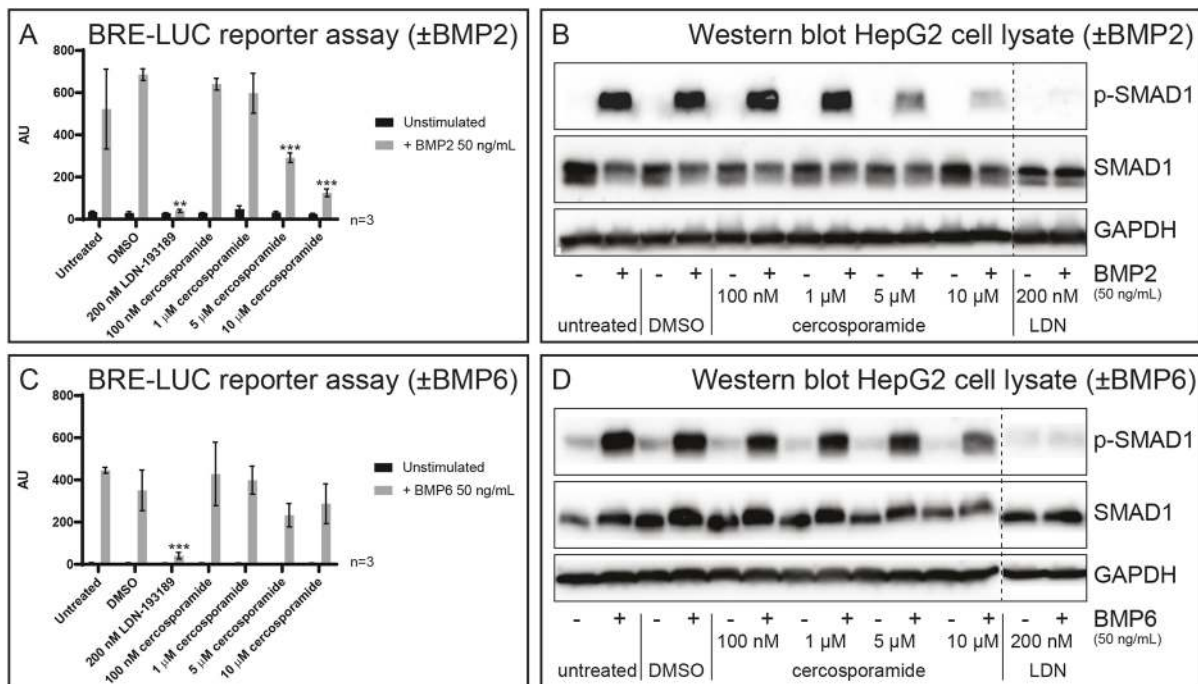 A BRE-LUC reporter assay (±BMP2)
800
600
400
200
0
AU
Unstimulated
+ BMP2 50 ng/mL
**
***
***
n=3
Untreated
DMSO
200 nM LDN-193189
100 nM cercosporamide
1 μM cercosporamide
5 μM cercosporamide
10 μM cercosporamide
B Western blot HepG2 cell lysate (±BMP2)
p-SMAD1
SMAD1
GAPDH
- + - + - + - + - + - + - + BMP2
100 nM 1 μM 5 μM 10 μM 200 nM (50 ng/mL)
untreated DMSO cercosporamide LDN
C BRE-LUC reporter assay (±BMP6)
800
600
400
200
0
AU
Unstimulated
+ BMP6 50 ng/mL
***
n=3
Untreated
DMSO
200 nM LDN-193189
100 nM cercosporamide
1 μM cercosporamide
5 μM cercosporamide
10 μM cercosporamide
D Western blot HepG2 cell lysate (±BMP6)
p-SMAD1
SMAD1
GAPDH
- + - + - + - + - + - + - + BMP6
100 nM 1 μM 5 μM 10 μM 200 nM (50 ng/mL)
untreated DMSO cercosporamide LDN